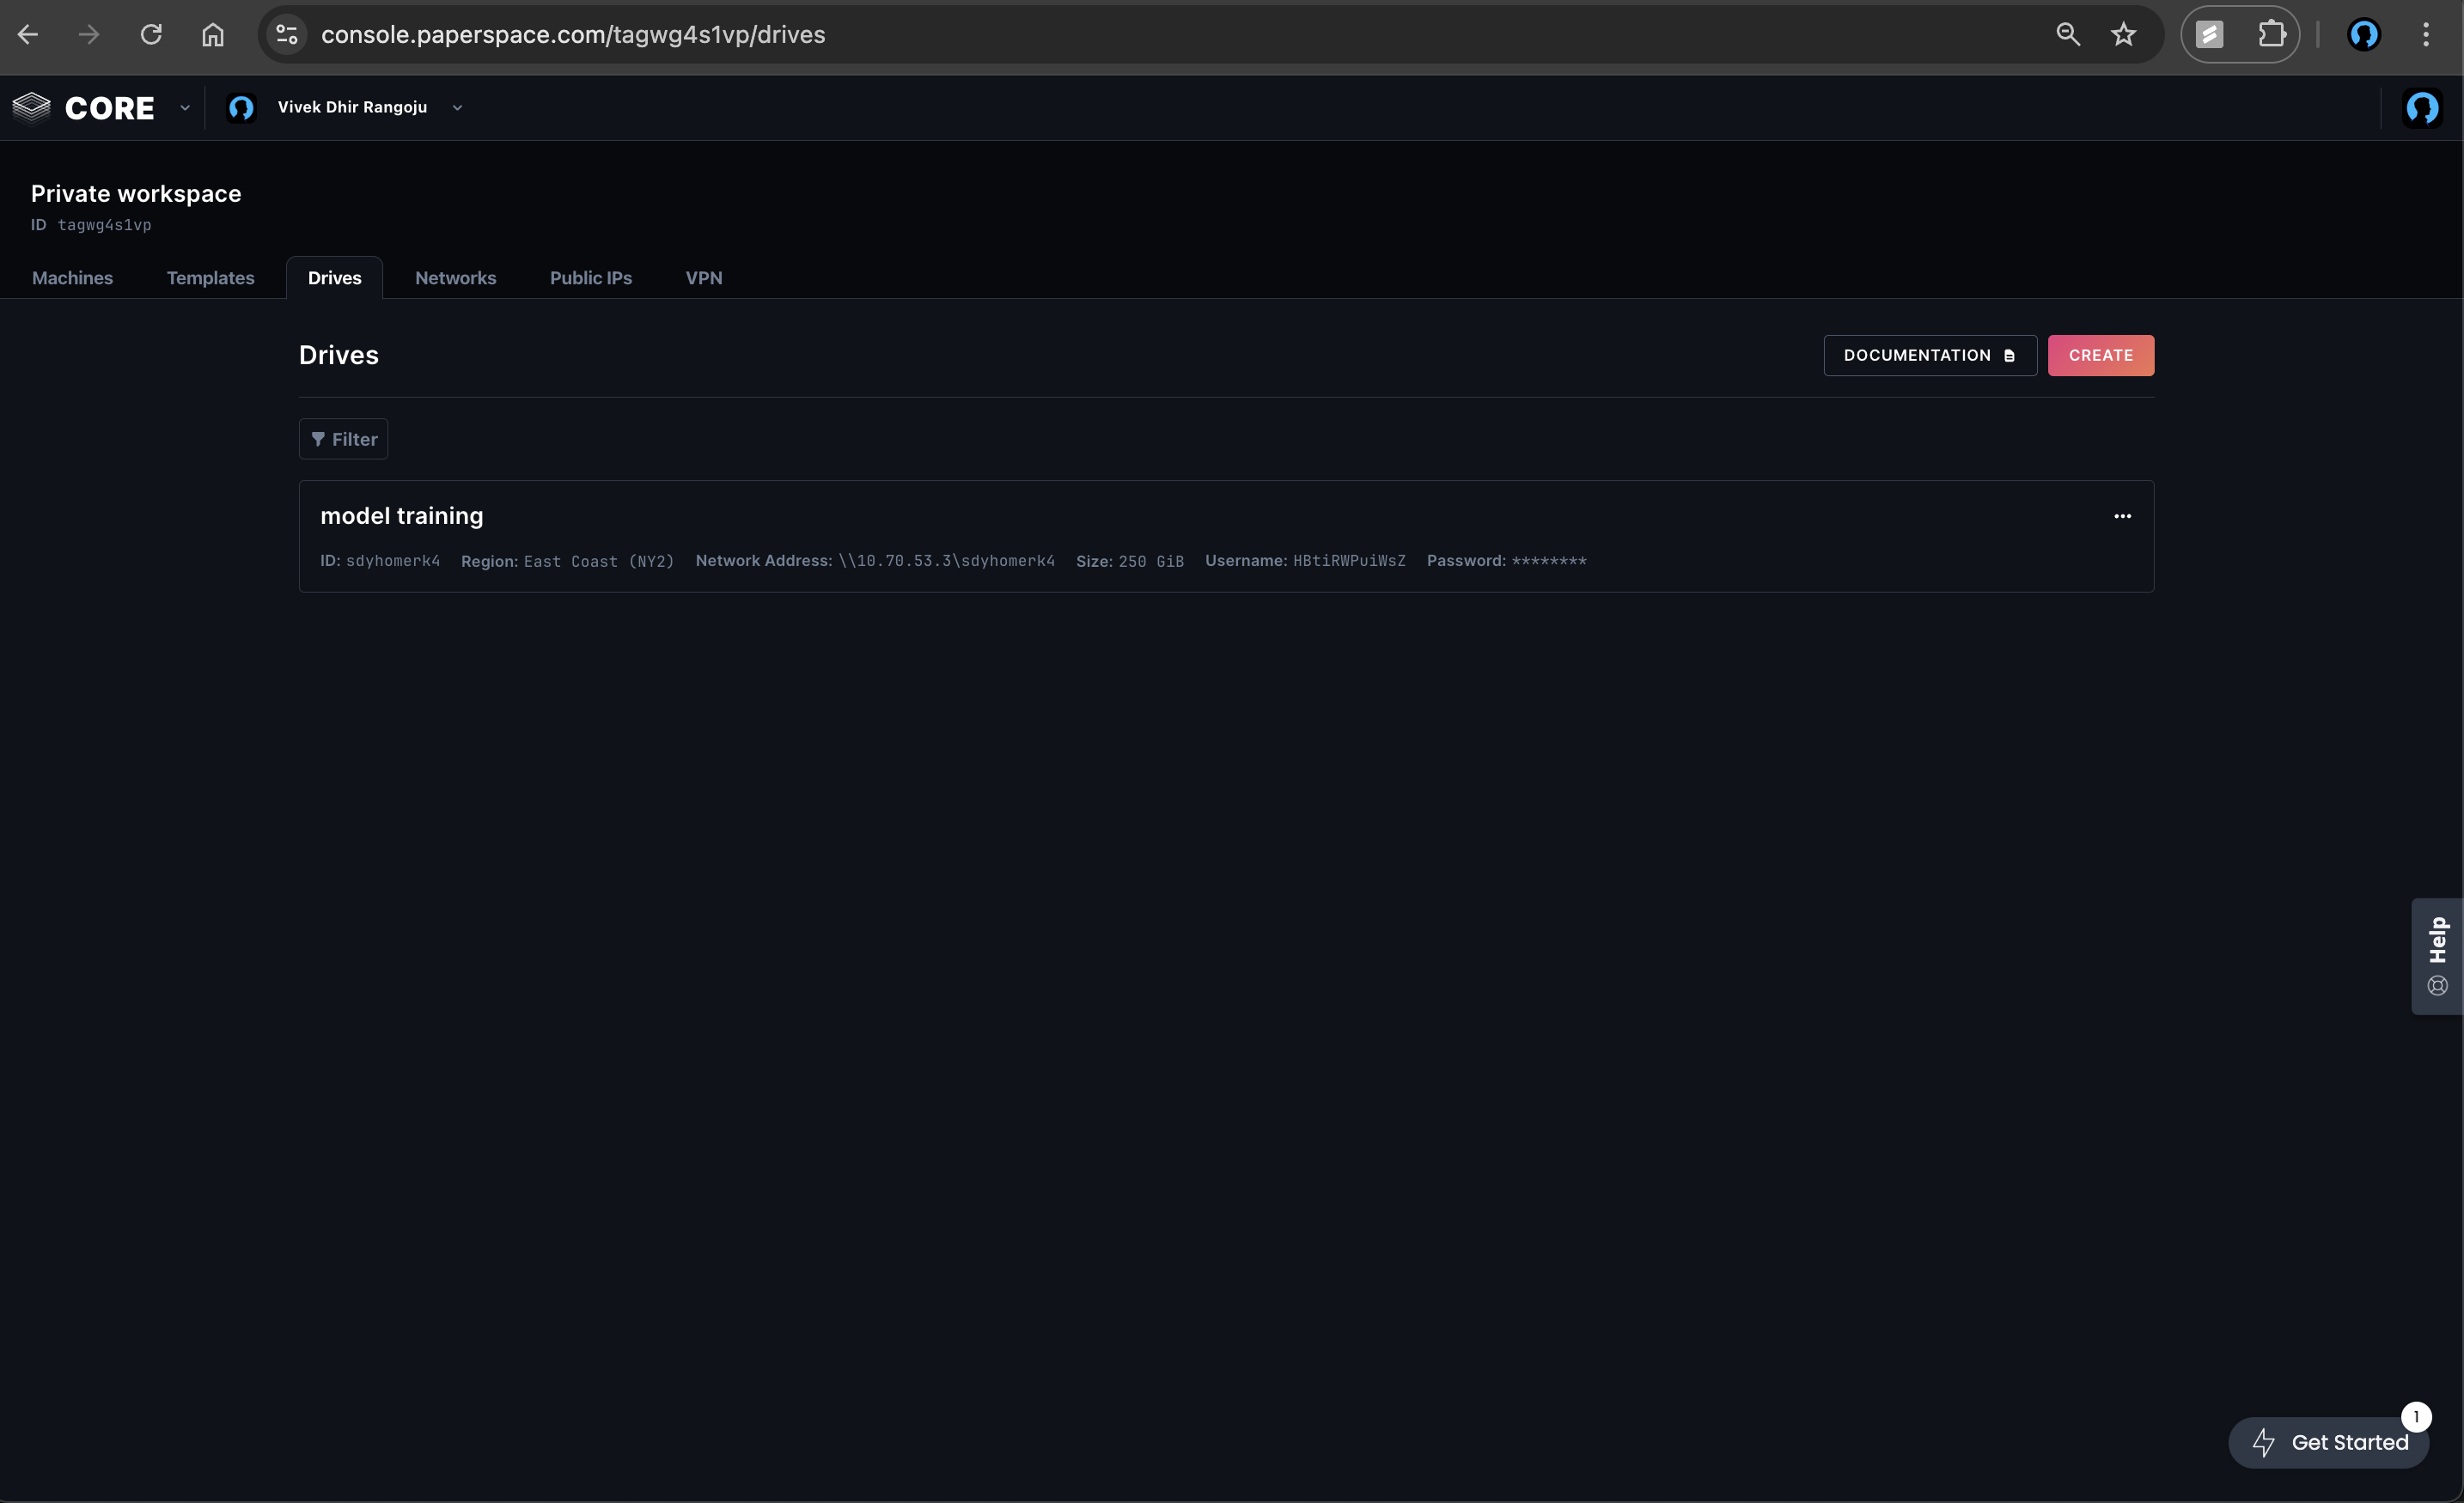 console.paperspace.com/tagwg4s1vp/drives
CORE Vivek Dhir Rangoju
Private workspace
ID tagwg4s1vp
Machines Templates Drives Networks Public IPs VPN
Drives DOCUMENTATION CREATE
Filter
model training
ID: sdyhomerk4 Region: East Coast (NY2) Network Address: \\10.70.53.3\sdyhomerk4 Size: 250 GiB Username: HBtiRWPuiWsZ Password: ********
Help
1
Get Started